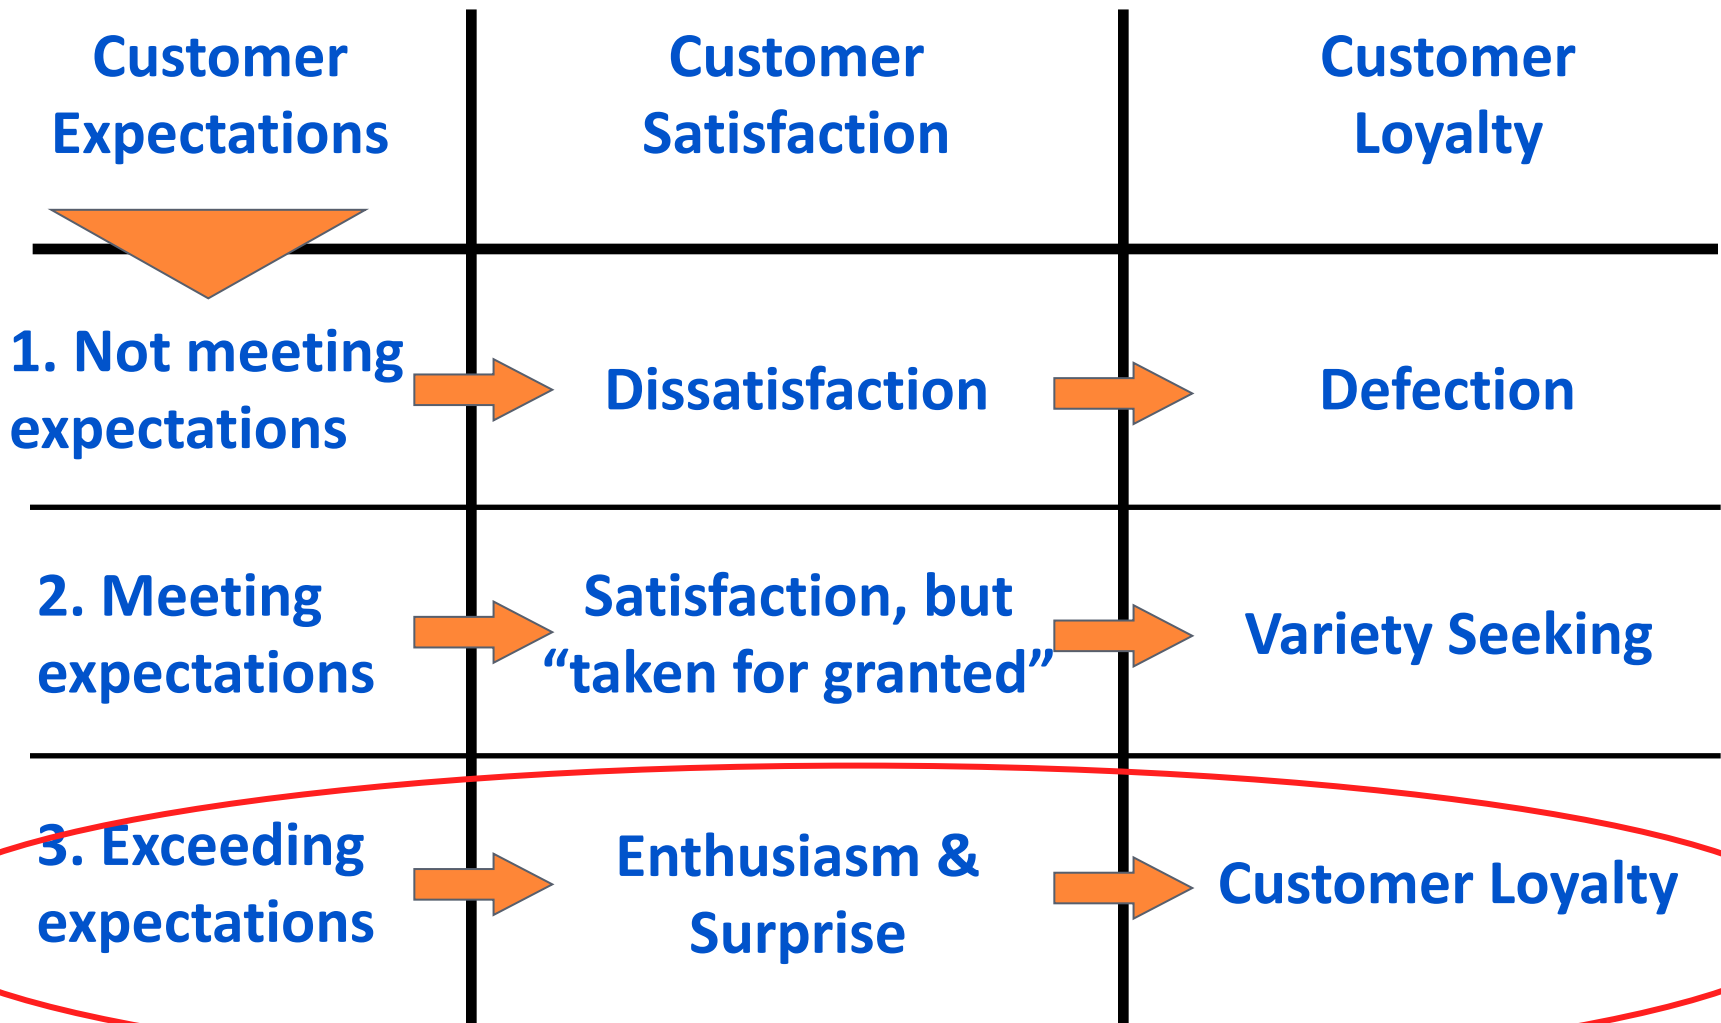 Customer
Expectations
Customer
Satisfaction
Customer
Loyalty
1. Not meeting
expectations
Dissatisfaction
Defection
2. Meeting
expectations
Satisfaction, but
“taken for granted”
Variety Seeking
3. Exceeding
expectations
Enthusiasm &
Surprise
Customer Loyalty